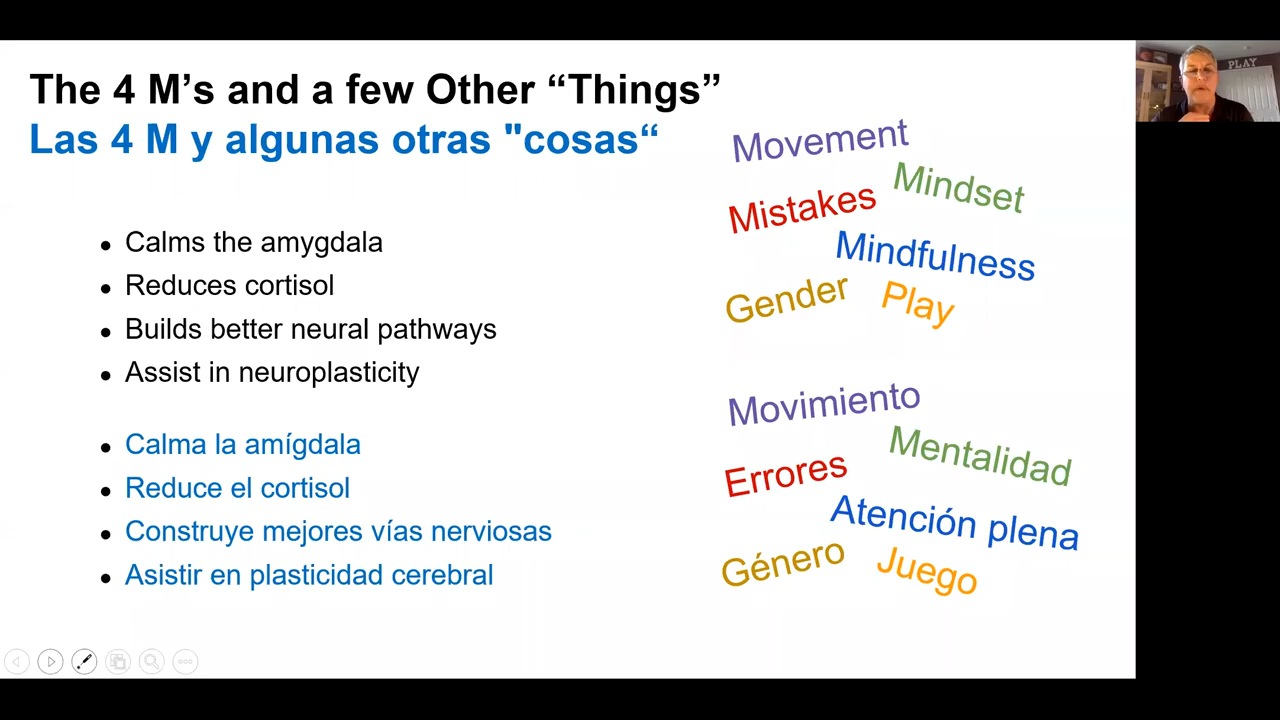 The 4 M’s and a few Other “Things”
Las 4 M y algunas otras "cosas“
Calms the amygdala
Reduces cortisol
Builds better neural pathways
Assist in neuroplasticity
Calma la amígdala
Reduce el cortisol
Construye mejores vías nerviosas
Asistir en plasticidad cerebral
Movement
Mindset
Mistakes
Mindfulness
Gender
Play
Movimiento
Mentalidad
Errores
Atención plena
Género
Juego
PLAY